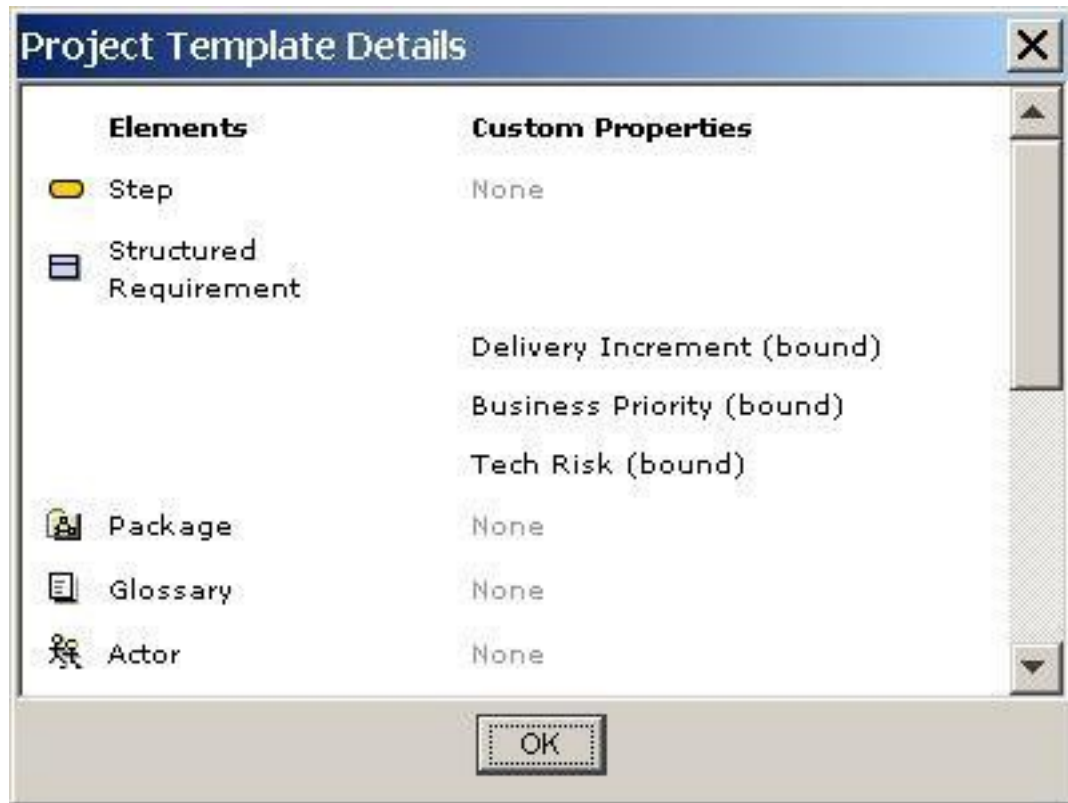 Project Template Details
Elements Custom Properties
Step None
Structured
Requirement
Delivery Increment (bound)
Business Priority (bound)
Tech Risk (bound)
Package None
Glossary None
Actor None
OK